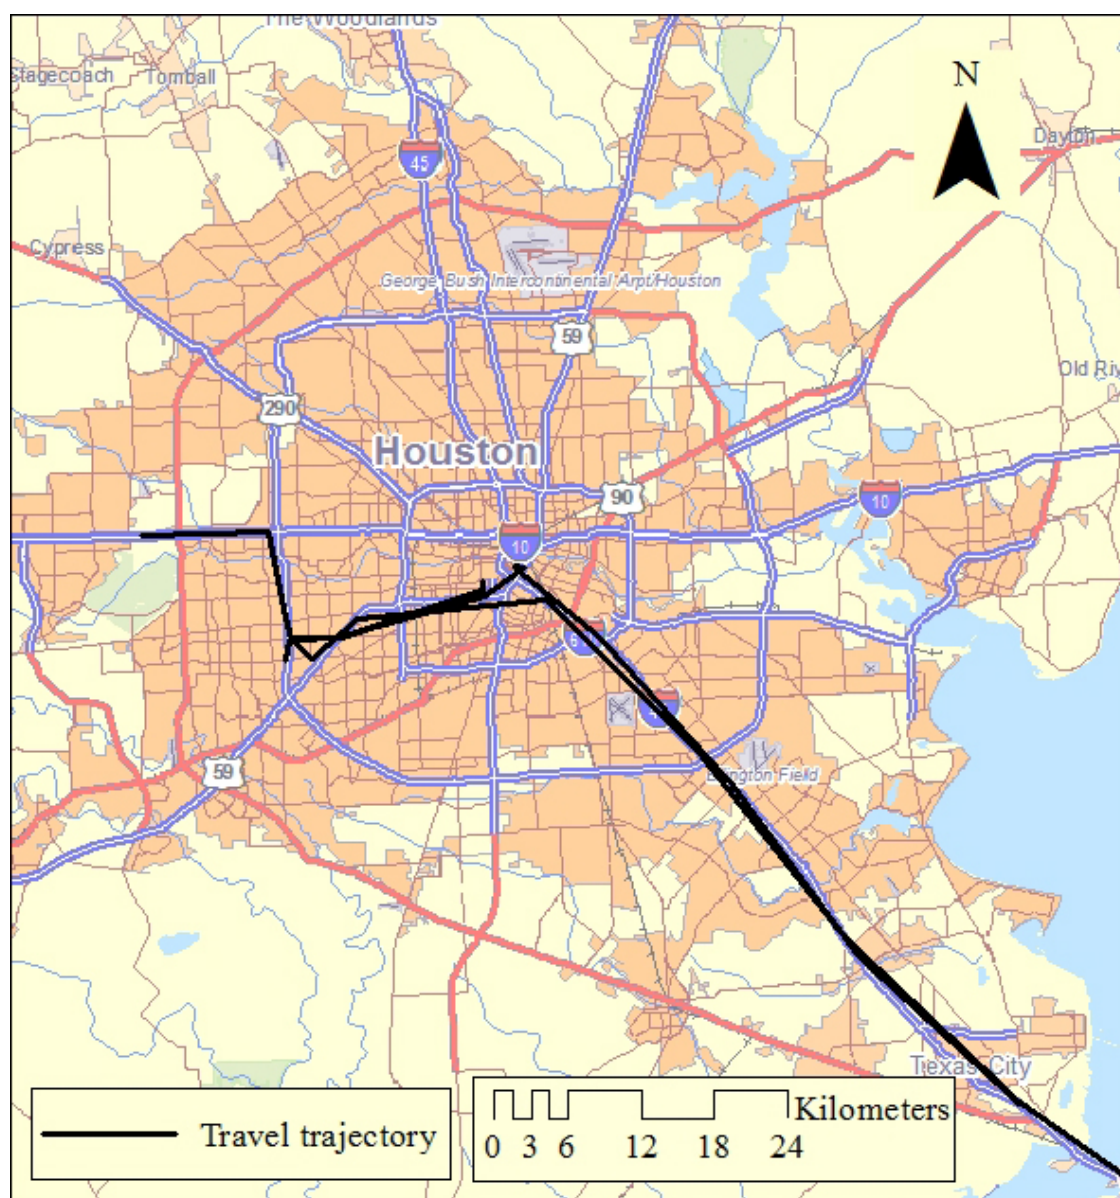 The Woodlands
Stagecoach
Tomball
N
45
Dayton
Cypress
George Bush Intercontinental Arpt/Houston
59
Old Riv
290
Houston
90
10
10
6
59
Ellington Field
Texas City
Travel trajectory
Kilometers
0 3 6 12 18 24